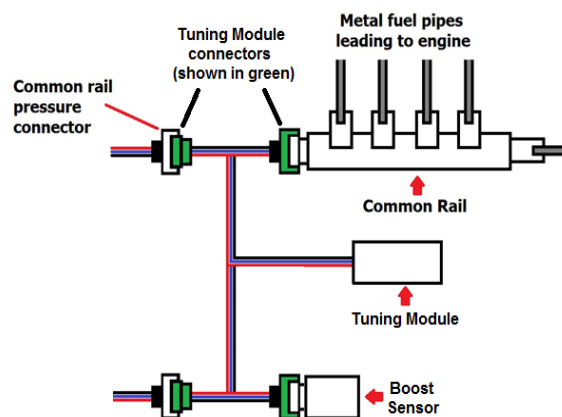 Metal fuel pipes
leading to engine
Tuning Module
connectors
(shown in green)
Common rail
pressure
connector
Common Rail
Tuning Module
Boost
Sensor